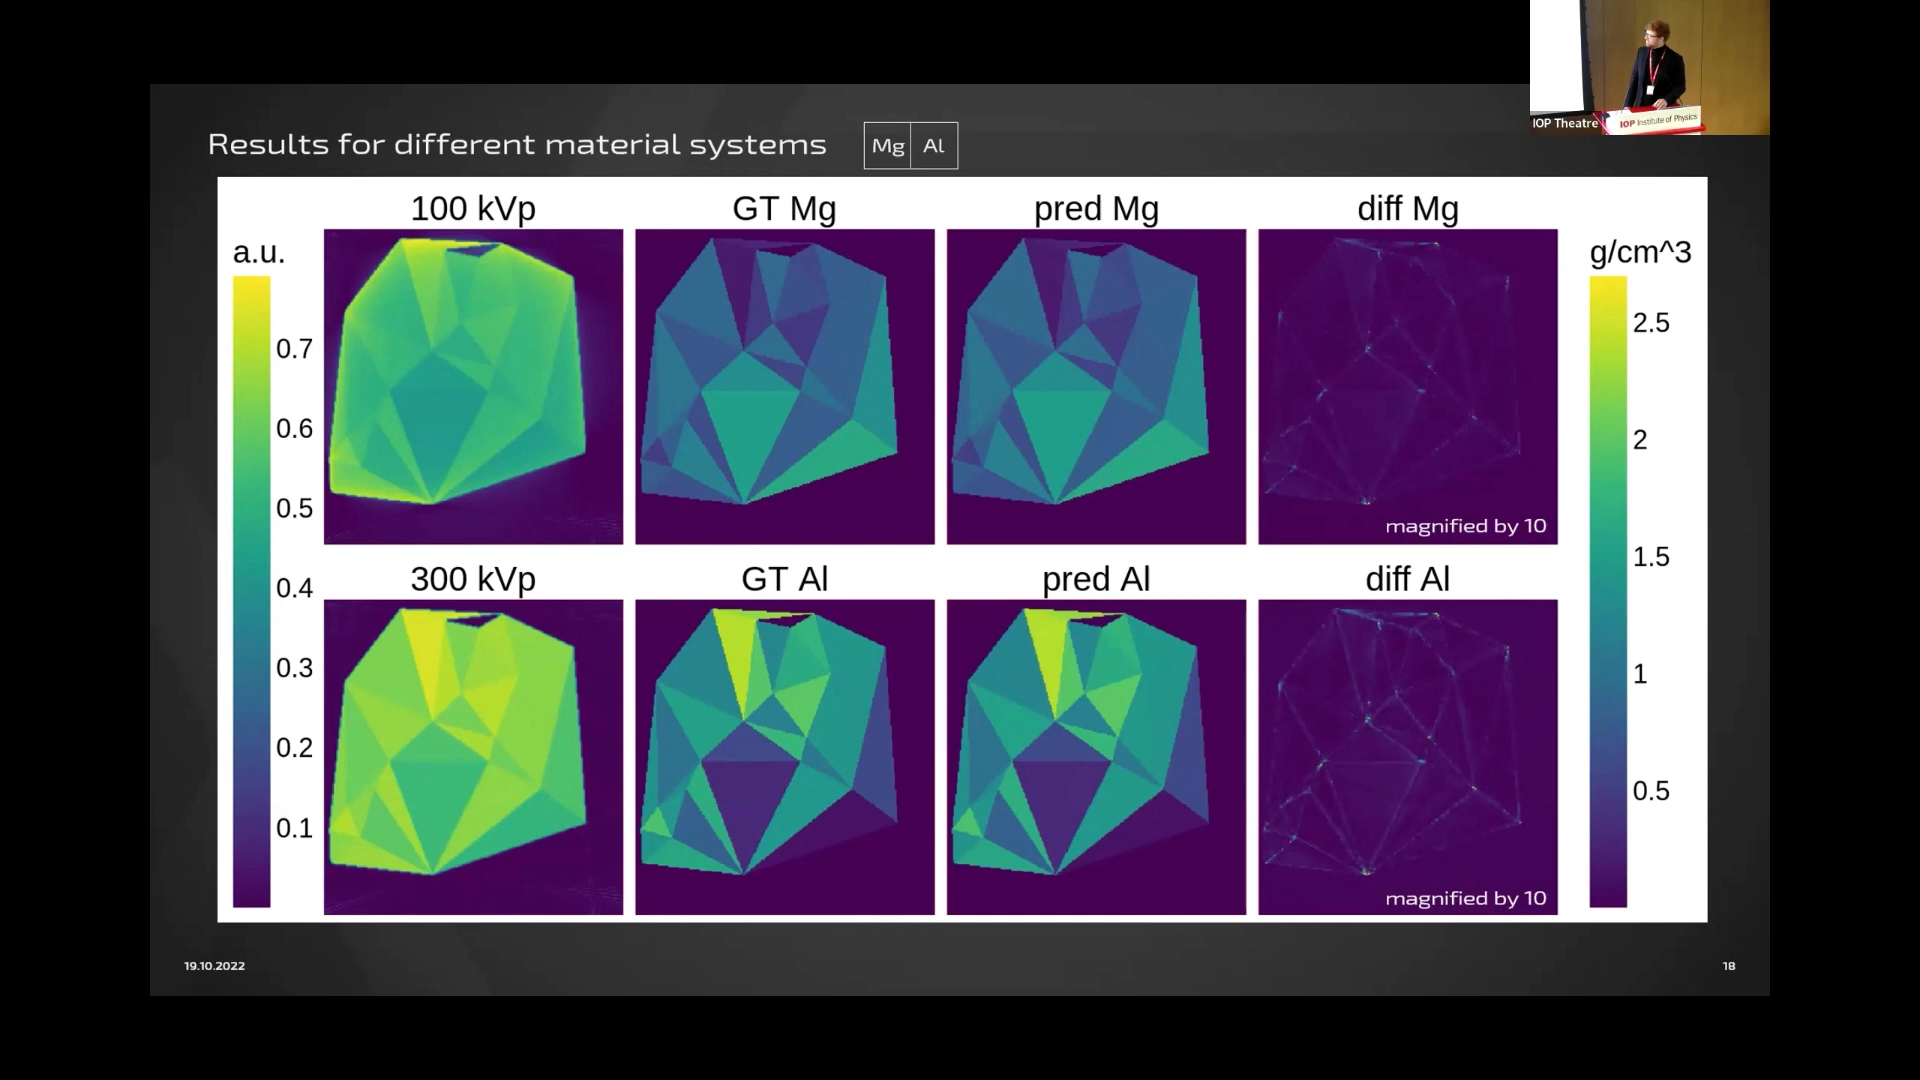 IOP Theatre
IOP Institute of Physics
Results for different material systems
Mg Al
100 kVp GT Mg pred Mg diff Mg
a.u.
g/cm^3
0.7
0.6
0.5
0.4
0.3
0.2
0.1
2.5
2
1.5
1
0.5
magnified by 10
300 kVp GT Al pred Al diff Al
magnified by 10
19.10.2022
18